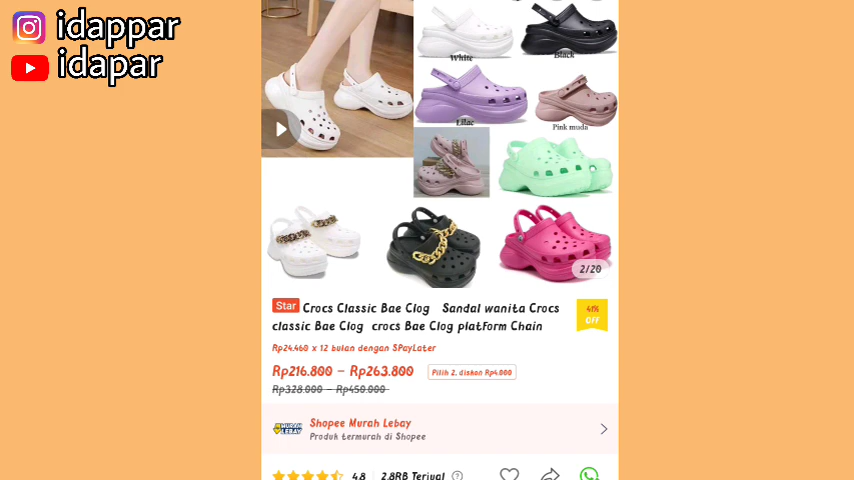 idappar
idapar
White
Black
Lilac
Pink muda
2/20
Star Crocs Classic Bae Clog Sandal wanita Crocs
classic Bae Clog crocs Bae Clog platform Chain
41%
OFF
Rp24.460 x 12 bulan dengan SPayLater
Rp216.800 - Rp263.800
Pilih 2, diskon Rp4.000
Rp328.000 - Rp450.000
MURAH
LEBAY
Shopee Murah Lebay
Produk termurah di Shopee
4.8 2,8RB Terjual ?